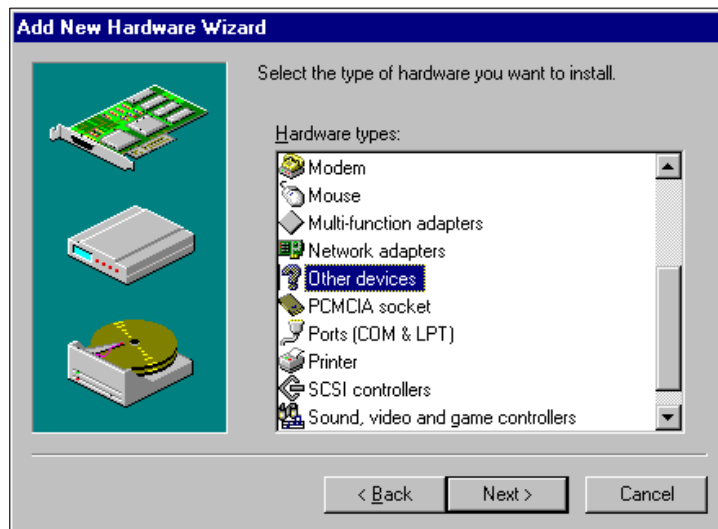 Add New Hardware Wizard
Select the type of hardware you want to install.
Hardware types:
Modem
Mouse
Multi-function adapters
Network adapters
Other devices
PCMCIA socket
Ports (COM & LPT)
Printer
SCSI controllers
Sound, video and game controllers
< Back
Next >
Cancel